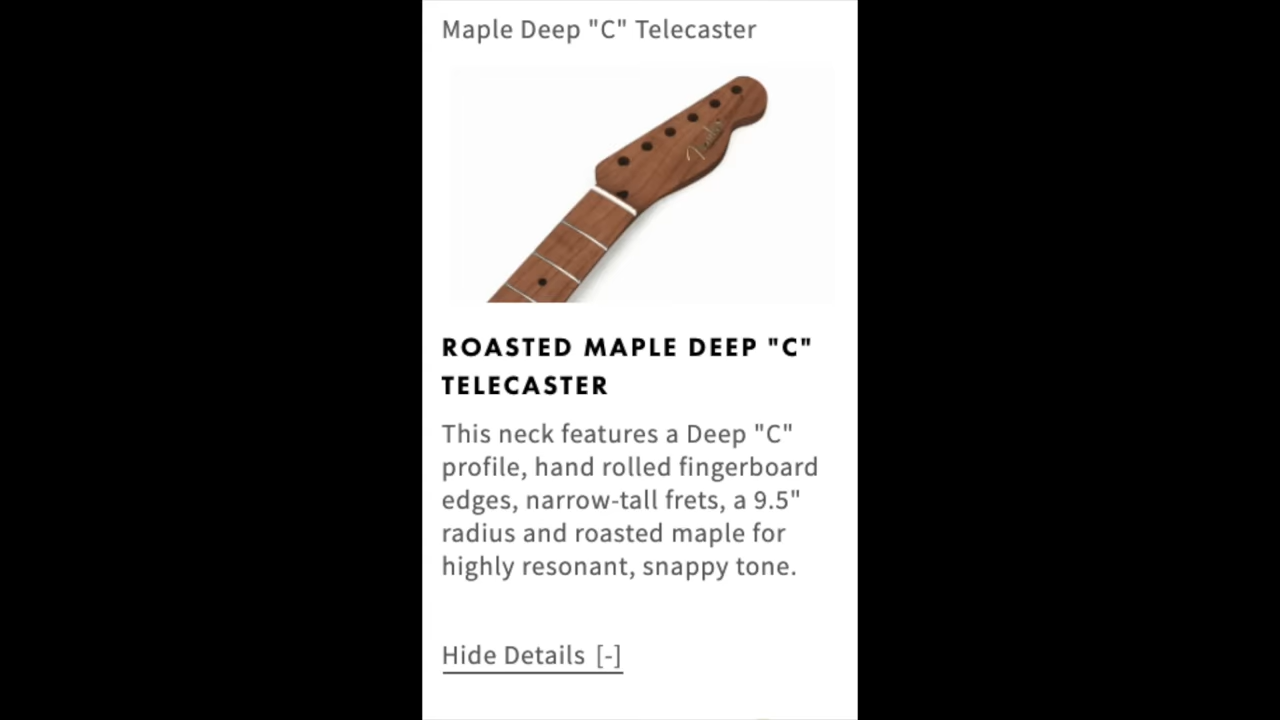 Maple Deep "C" Telecaster
Fender
ROASTED MAPLE DEEP "C"
TELECASTER
This neck features a Deep "C"
profile, hand rolled fingerboard
edges, narrow-tall frets, a 9.5"
radius and roasted maple for
highly resonant, snappy tone.
Hide Details [-]